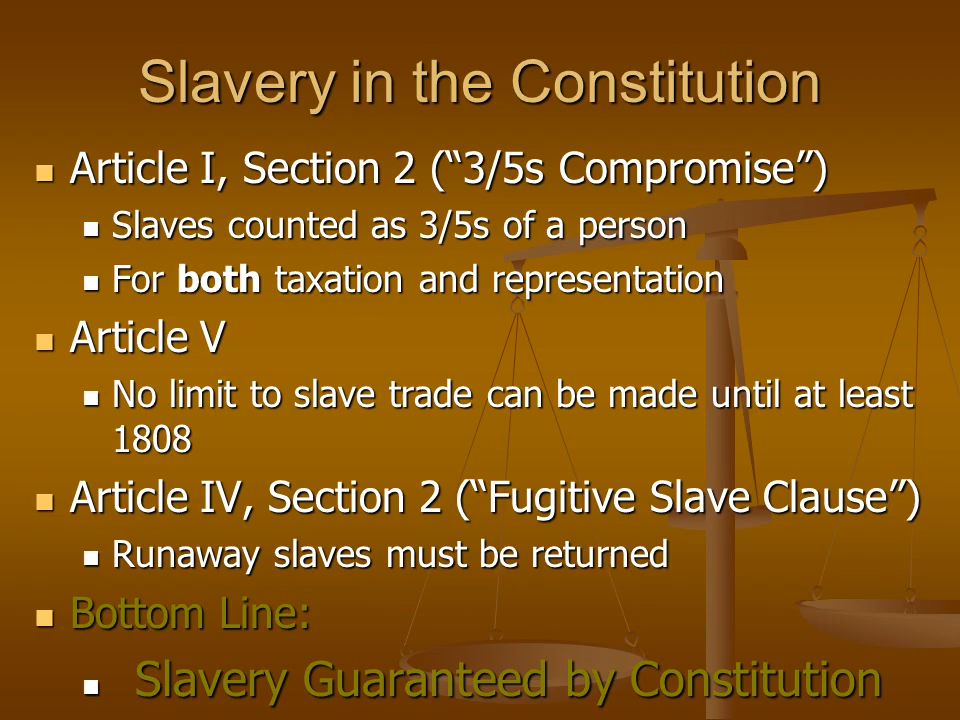 Slavery in the Constitution
Article I, Section 2 (“3/5s Compromise”)
Slaves counted as 3/5s of a person
For both taxation and representation
Article V
No limit to slave trade can be made until at least
1808
Article IV, Section 2 (“Fugitive Slave Clause”)
Runaway slaves must be returned
Bottom Line:
Slavery Guaranteed by Constitution